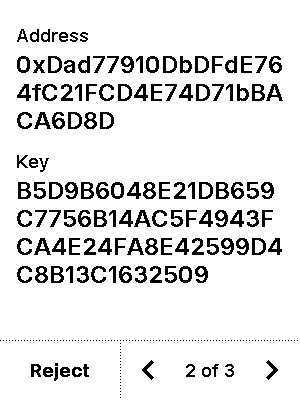 Address
0xDad77910DbDFdE76
4fC21FCD4E74D71bBA
CA6D8D
Key
B5D9B6048E21DB659
C7756B14AC5F4943F
CA4E24FA8E42599D4
C8B13C1632509
Reject
2 of 3